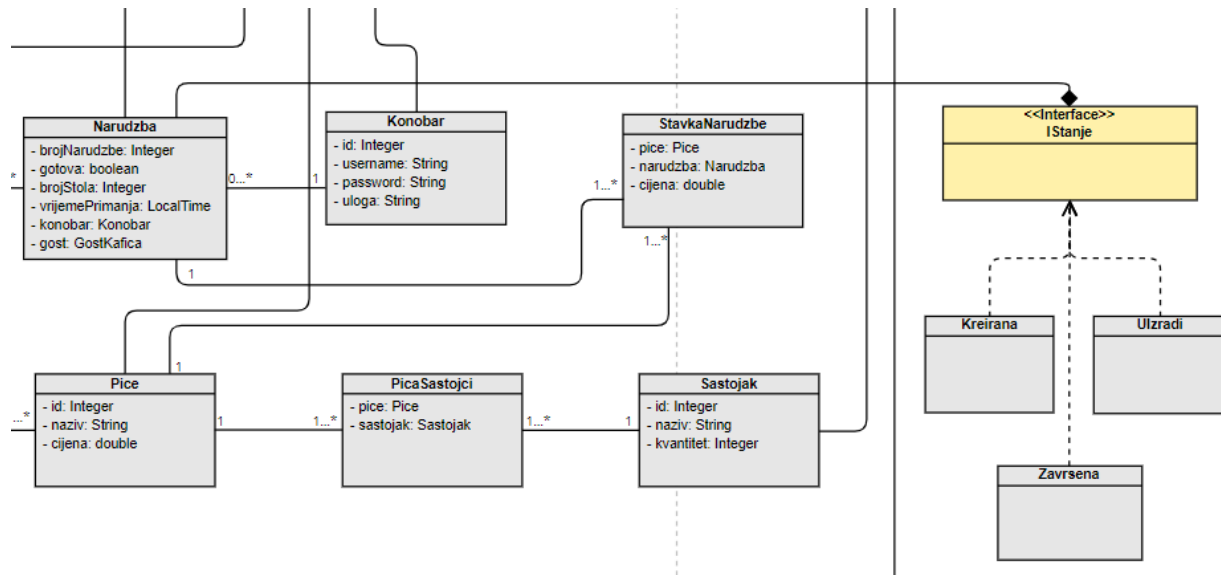 Narudzba
- brojNarudzbe: Integer
- gotova: boolean
- brojStola: Integer
- vrijemePrimanja: LocalTime
- konobar: Konobar
- gost: GostKafica
*
0...*
1
1
Konobar
- id: Integer
- username: String
- password: String
- uloga: String
StavkaNarudzbe
- pice: Pice
- narudzba: Narudzba
- cijena: double
1...*
1...*
<<Interface>>
IStanje
Kreirana
UIzradi
Zavrsena
1
Pice
- id: Integer
- naziv: String
- cijena: double
...*
1
1...*
PicaSastojci
- pice: Pice
- sastojak: Sastojak
1...*
1
Sastojak
- id: Integer
- naziv: String
- kvantitet: Integer